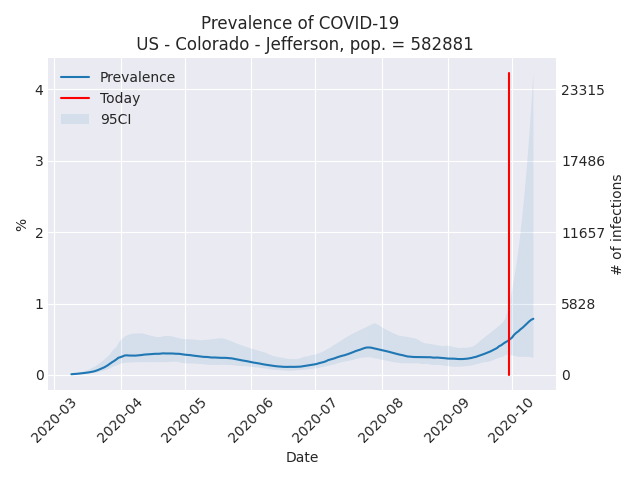 Prevalence of COVID-19
US - Colorado - Jefferson, pop. = 582881
Prevalence
Today
95CI
4
3
2
1
0
%
23315
17486
11657
5828
0
# of infections
2020-03
2020-04
2020-05
2020-06
2020-07
2020-08
2020-09
2020-10
Date